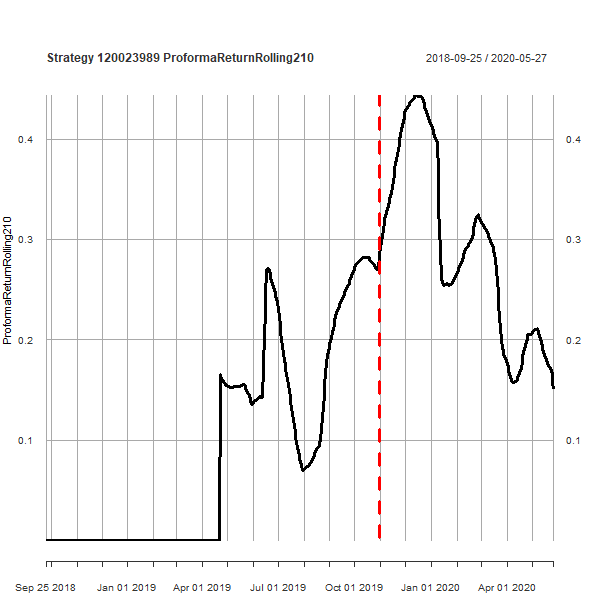 Strategy 120023989 ProformaReturnRolling210
2018-09-25 / 2020-05-27
ProformaReturnRolling210
0.4
0.3
0.2
0.1
0.4
0.3
0.2
0.1
Sep 25 2018
Jan 01 2019
Apr 01 2019
Jul 01 2019
Oct 01 2019
Jan 01 2020
Apr 01 2020